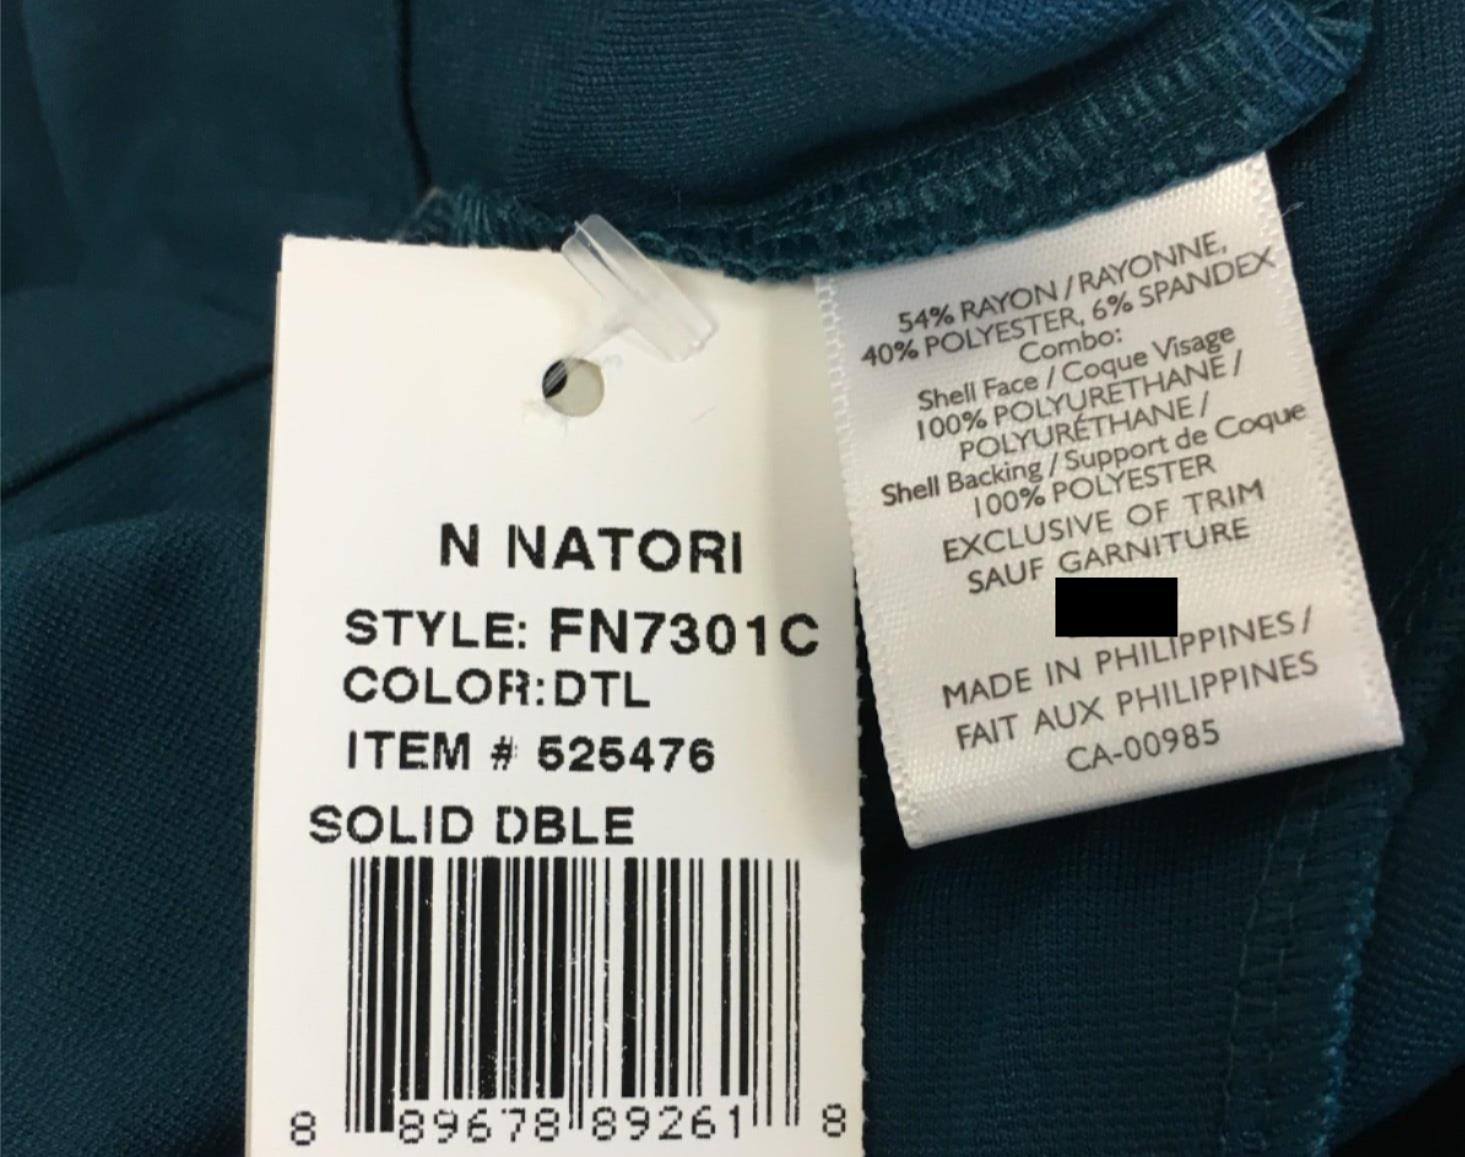 N NATORI
STYLE: FN7301C
COLOR:DTL
ITEM # 525476
SOLID DBLE
8 89678 89261 8
54% RAYON / RAYONNE,
40% POLYESTER, 6% SPANDEX
Combo:
Shell Face / Coque Visage
100% POLYURETHANE /
POLYURÉTHANE /
Shell Backing / Support de Coque
100% POLYESTER
EXCLUSIVE OF TRIM
SAUF GARNITURE
MADE IN PHILIPPINES /
FAIT AUX PHILIPPINES
CA-00985